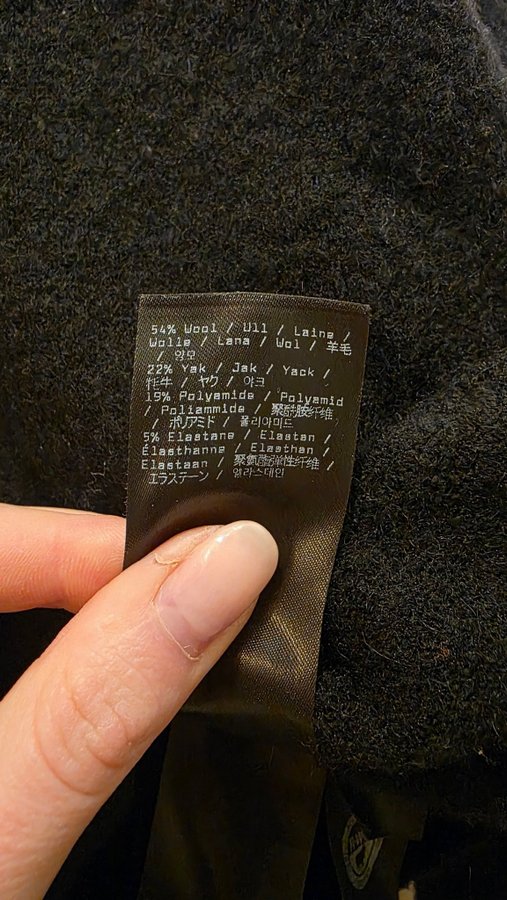 54% Wool / Ull / Laine /
Wolle / Lana / Wol / 羊毛
/ 양모
22% Yak / Jak / Yack /
牦牛 / ヤク / 야크
19% Polyamide / Polyamid
/ Poliammide / 聚酰胺纤维
/ ポリアミド / 폴리아미드
5% Elastane / Elastan /
Élasthanne / Elasthan /
Elastaan / 聚氨酯弹性纤维 /
エラステーン / 엘라스테인